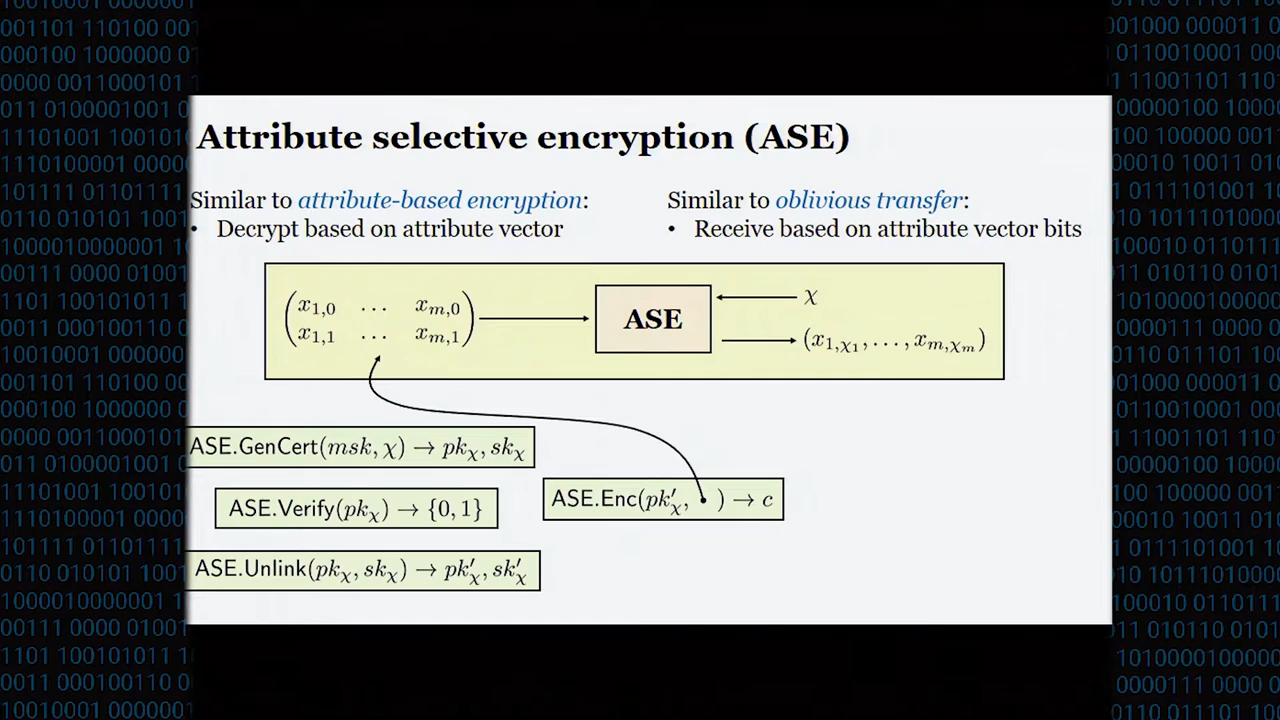 Attribute selective encryption (ASE)
Similar to attribute-based encryption:
• Decrypt based on attribute vector
Similar to oblivious transfer:
• Receive based on attribute vector bits
x_{1,0} … x_{m,0}
x_{1,1} … x_{m,1}
ASE
χ
(x_{1,χ_1}, …, x_{m,χ_m})
ASE.GenCert(msk, χ) → pk_χ, sk_χ
ASE.Verify(pk_χ) → {0, 1}
ASE.Enc(pk'_χ, • ) → c
ASE.Unlink(pk_χ, sk_χ) → pk'_χ, sk'_χ